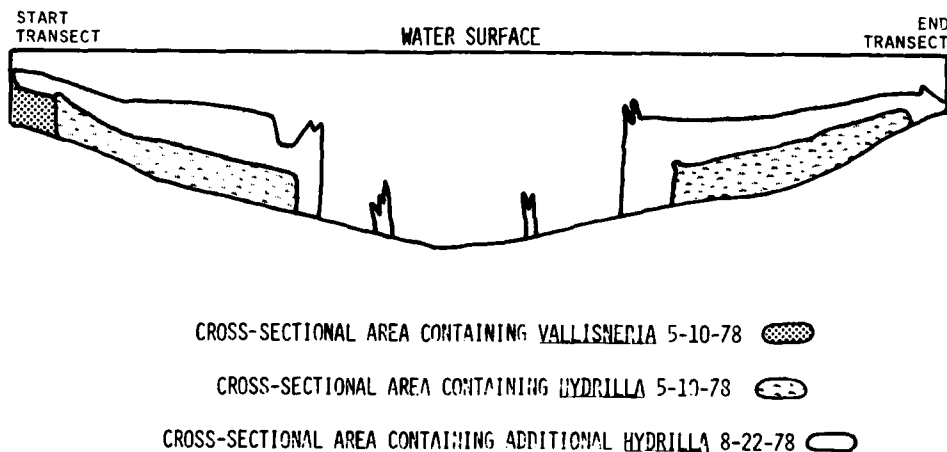 START
TRANSECT
WATER SURFACE
END
TRANSECT
CROSS-SECTIONAL AREA CONTAINING VALLISNERIA 5-10-78
CROSS-SECTIONAL AREA CONTAINING HYDRILLA 5-10-78
CROSS-SECTIONAL AREA CONTAINING ADDITIONAL HYDRILLA 8-22-78